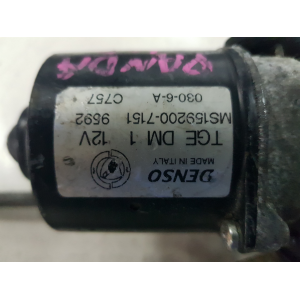 DENSO
MADE IN ITALY
TGE DM 1 12V
MS159200-7151 9592
030-6-A C757
PANDA